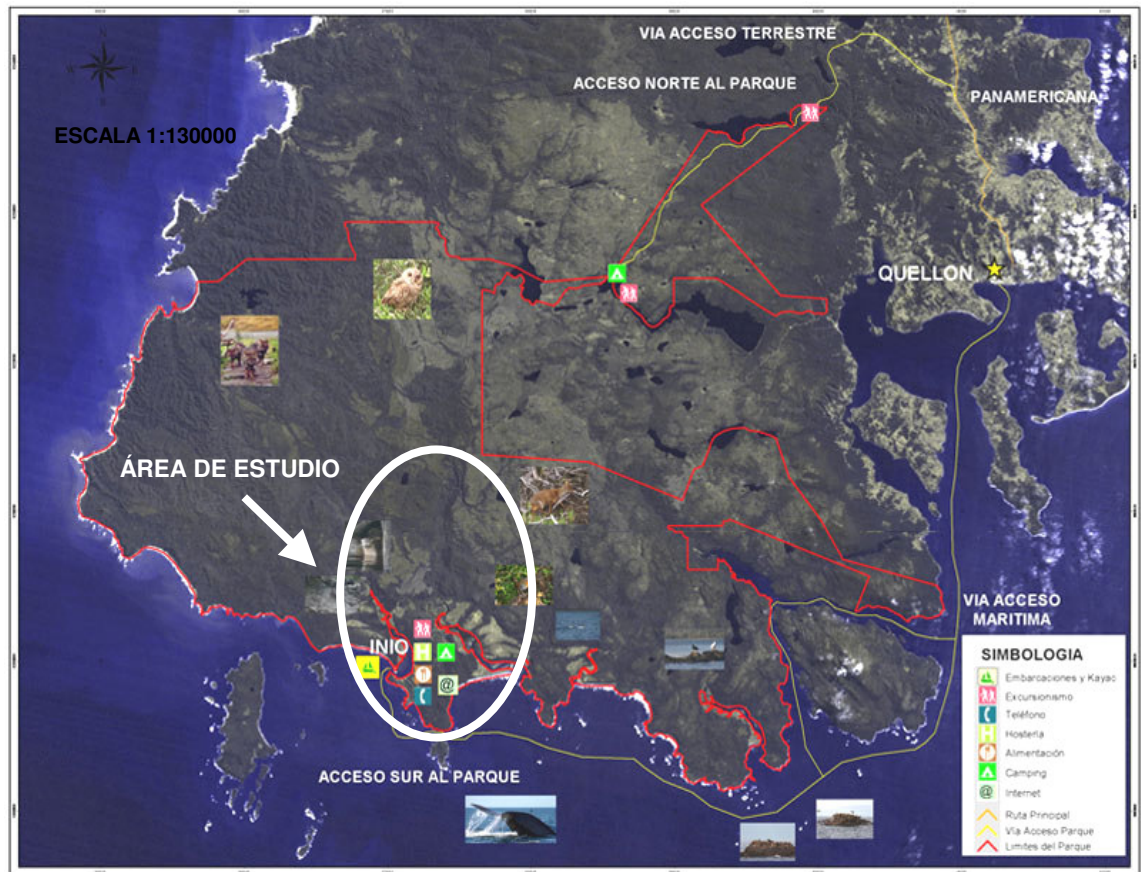 N
VIA ACCESO TERRESTRE
ACCESO NORTE AL PARQUE
PANAMERICANA
ESCALA 1:130000
QUELLON
ÁREA DE ESTUDIO
INIO
VIA ACCESO
MARITIMA
ACCESO SUR AL PARQUE
SIMBOLOGIA
Embarcaciones y Kayac
Excursionismo
Teléfono
Hostería
Alimentación
Camping
@ Internet
Ruta Principal
Vía Acceso Parque
Limites del Parque